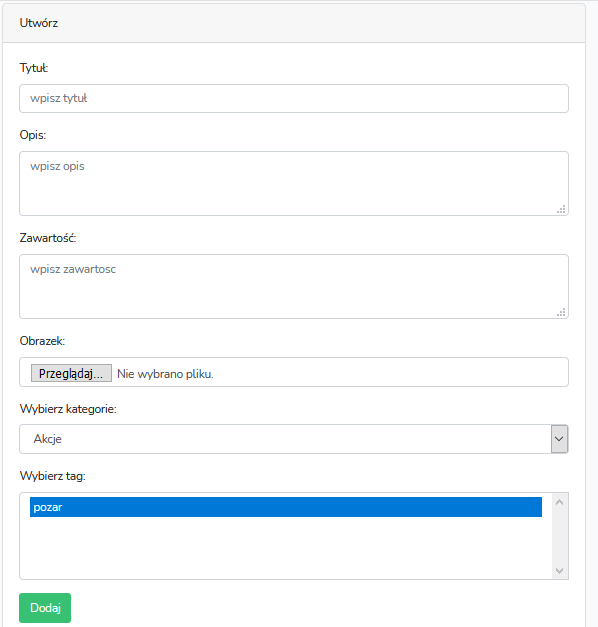 Utwórz
Tytuł:
wpisz tytuł
Opis:
wpisz opis
Zawartość:
wpisz zawartosc
Obrazek:
Przeglądaj... Nie wybrano pliku.
Wybierz kategorie:
Akcje
Wybierz tag:
pozar
Dodaj